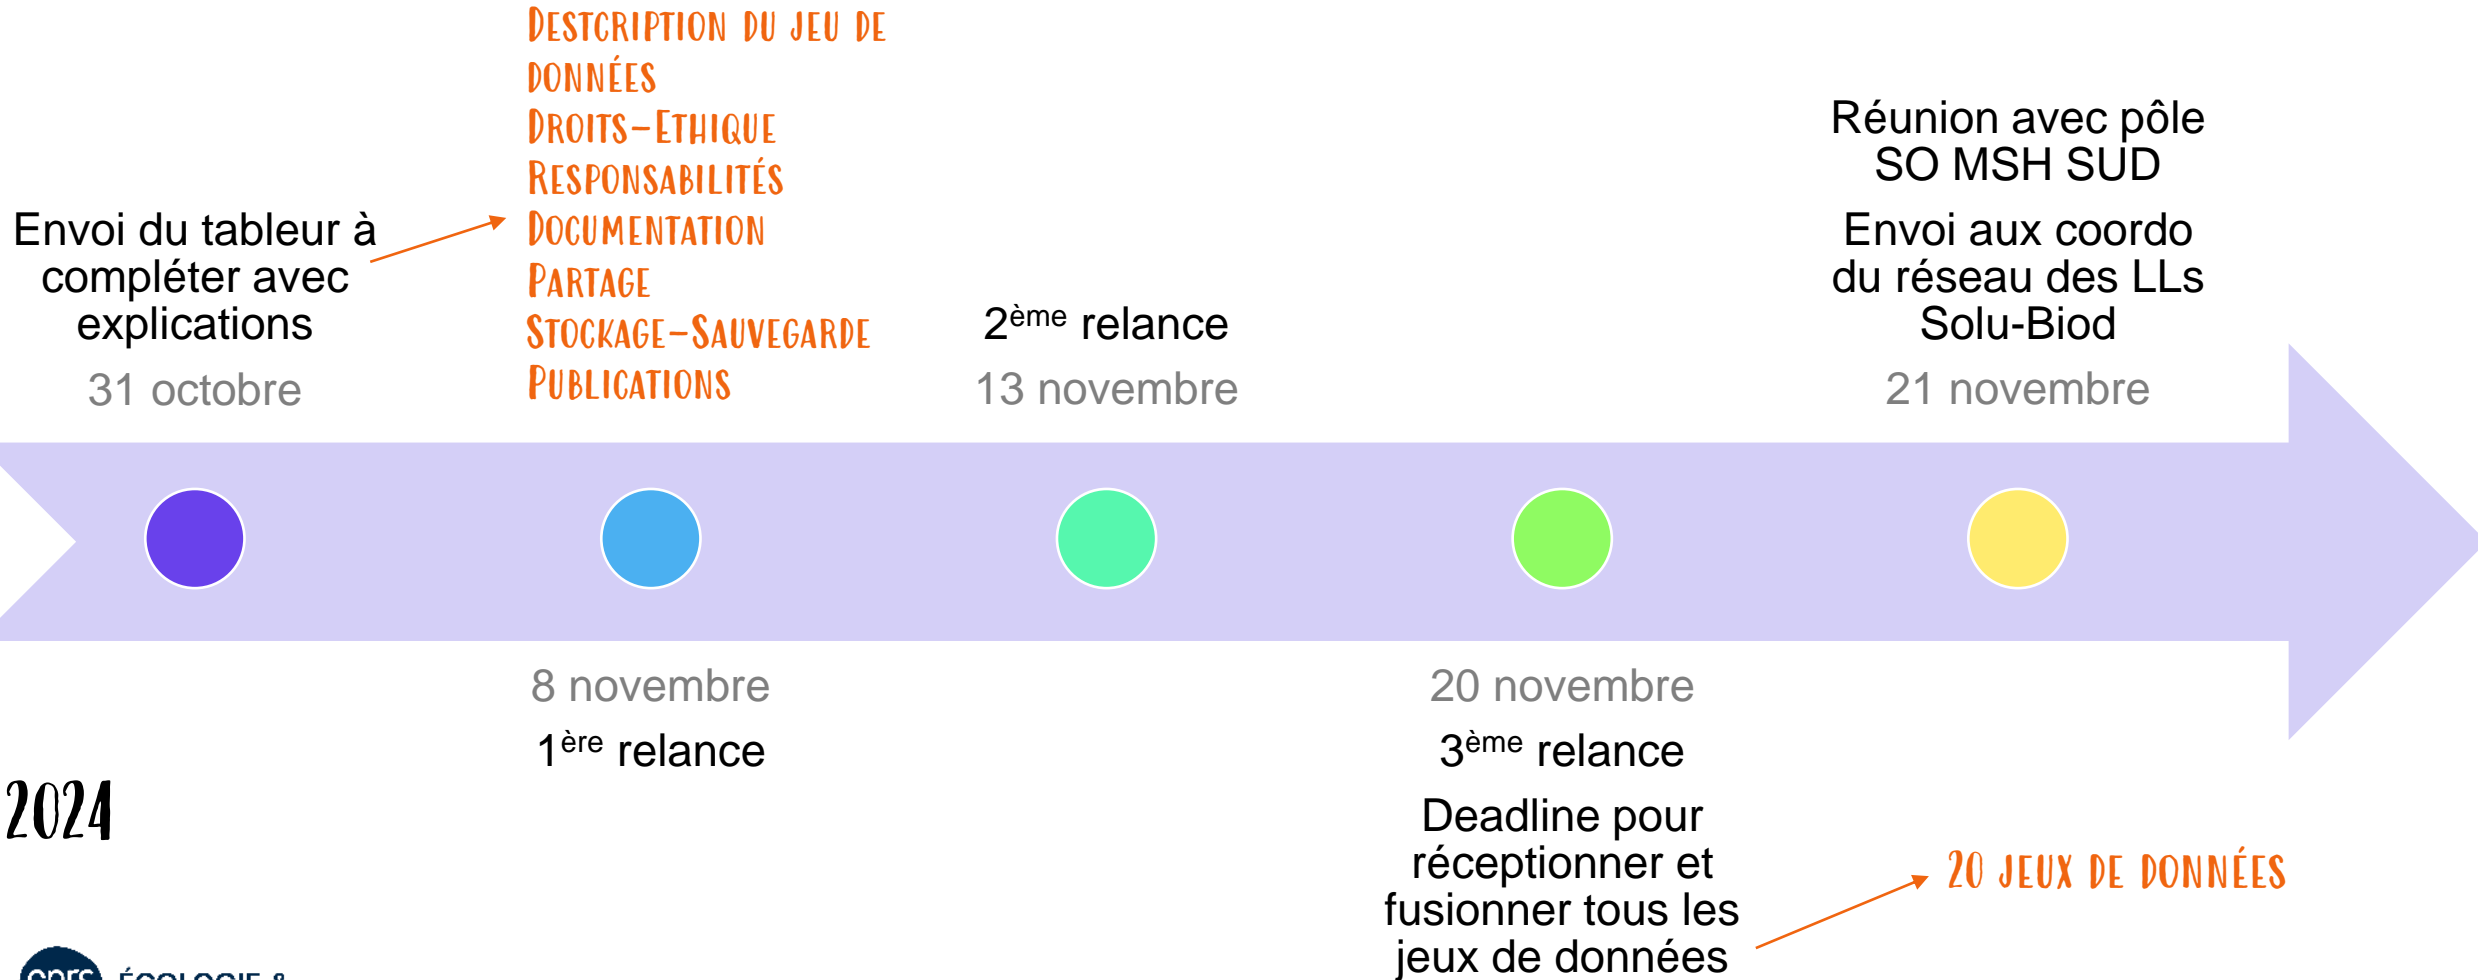 DESTCRIPTION DU JEU DE
DONNÉES
DROITS-ETHIQUE
RESPONSABILITÉS
DOCUMENTATION
PARTAGE
STOCKAGE-SAUVEGARDE
PUBLICATIONS
Envoi du tableur à
compléter avec
explications
31 octobre
2ème relance
13 novembre
Réunion avec pôle
SO MSH SUD
Envoi aux coordo
du réseau des LLs
Solu-Biod
21 novembre
8 novembre
1ère relance
20 novembre
3ème relance
Deadline pour
réceptionner et
fusionner tous les
jeux de données
20 JEUX DE DONNÉES
2024
cnrs
ÉCOLOGIE &